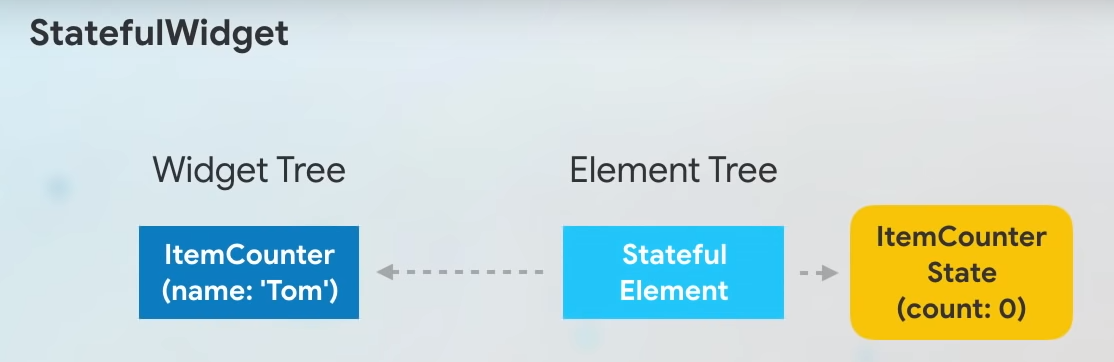 StatefulWidget
Widget Tree
Element Tree
ItemCounter
(name: 'Tom')
Stateful
Element
ItemCounter
State
(count: 0)